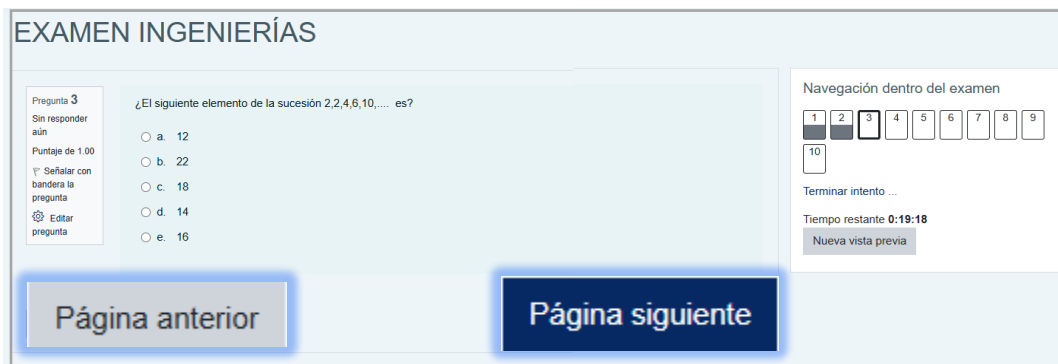 EXAMEN INGENIERÍAS
Pregunta 3
Sin responder
aún
Puntaje de 1.00
Señalar con
bandera la
pregunta
Editar
pregunta
¿El siguiente elemento de la sucesión 2,2,4,6,10,.... es?
a. 12
b. 22
c. 18
d. 14
e. 16
Página anterior
Página siguiente
Navegación dentro del examen
1 2 3 4 5 6 7 8 9
10
Terminar intento ...
Tiempo restante 0:19:18
Nueva vista previa